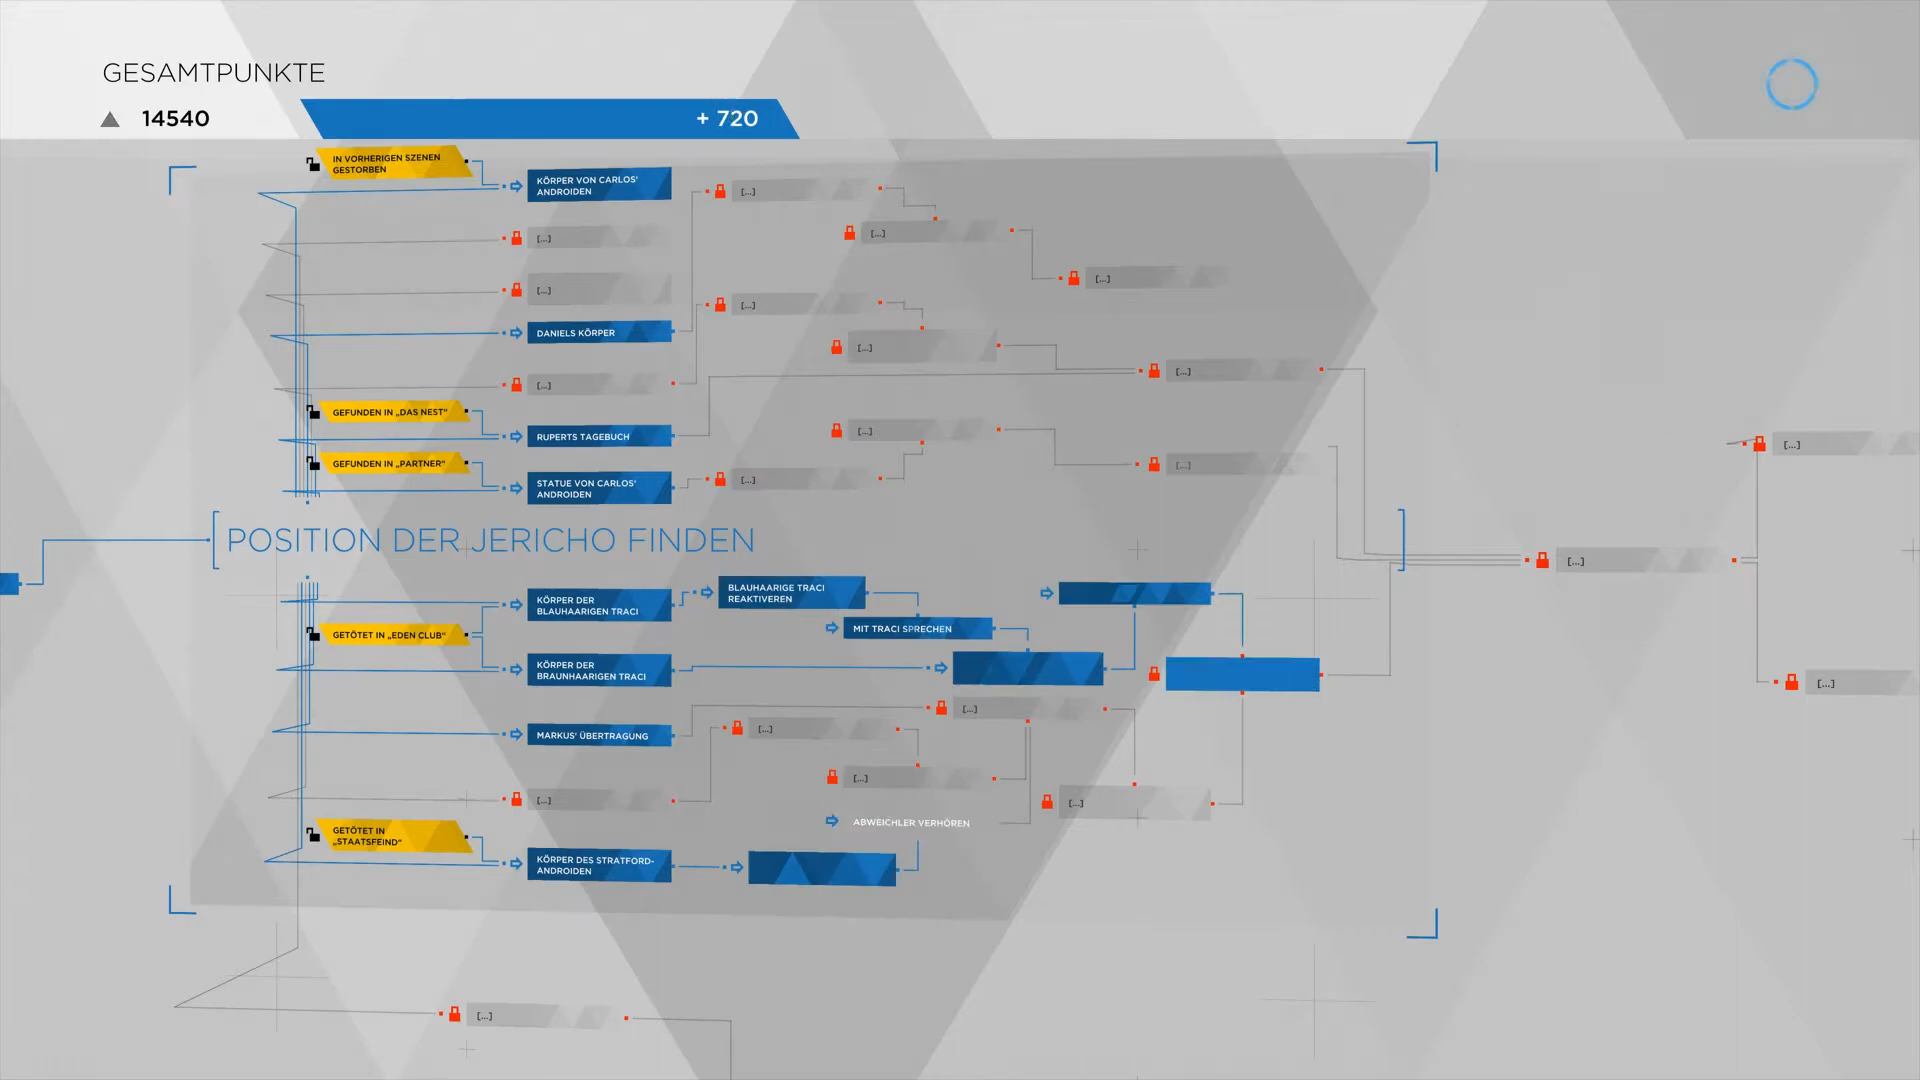 GESAMTPUNKTE
14540
+ 720
IN VORHERIGEN SZENEN
GESTORBEN
KÖRPER VON CARLOS'
ANDROIDEN
[...]
[...]
[...]
[...]
[...]
DANIELS KÖRPER
[...]
[...]
[...]
[...]
GEFUNDEN IN „DAS NEST“
RUPERTS TAGEBUCH
[...]
[...]
GEFUNDEN IN „PARTNER“
[...]
STATUE VON CARLOS'
ANDROIDEN
[...]
POSITION DER JERICHO FINDEN
[...]
KÖRPER DER
BLAUHAARIGEN TRACI
BLAUHAARIGE TRACI
REAKTIVEREN
MIT TRACI SPRECHEN
GETÖTET IN „EDEN CLUB“
KÖRPER DER
BRAUNHAARIGEN TRACI
[...]
[...]
MARKUS' ÜBERTRAGUNG
[...]
[...]
[...]
[...]
ABWEICHLER VERHÖREN
GETÖTET IN
„STAATSFEIND“
KÖRPER DES STRATFORD-
ANDROIDEN
[...]